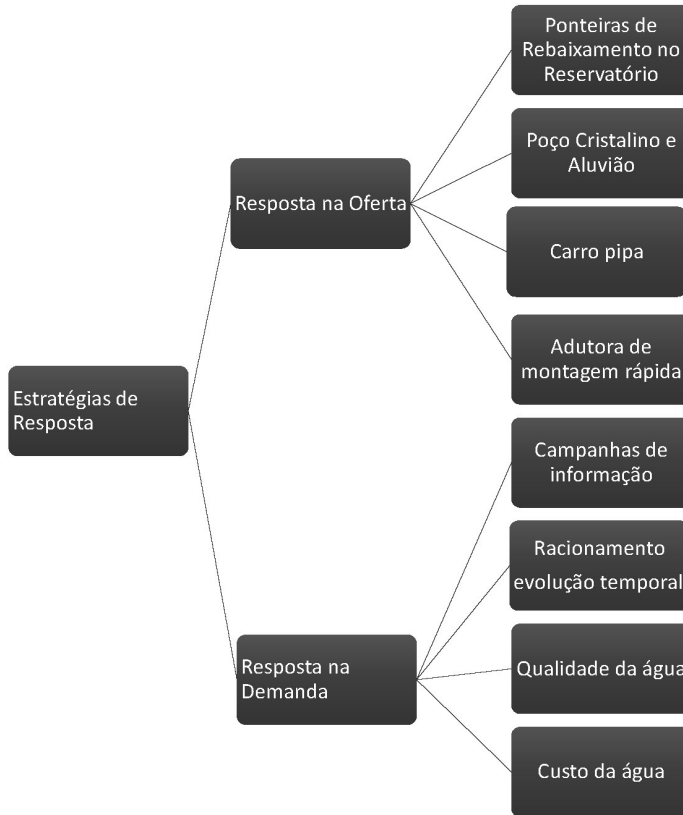 Ponteiras de
Rebaixamento no
Reservatório
Poço Cristalino e
Aluvião
Resposta na Oferta
Carro pipa
Adutora de
montagem rápida
Estratégias de
Resposta
Campanhas de
informação
Racionamento
evolução temporal
Resposta na
Demanda
Qualidade da água
Custo da água